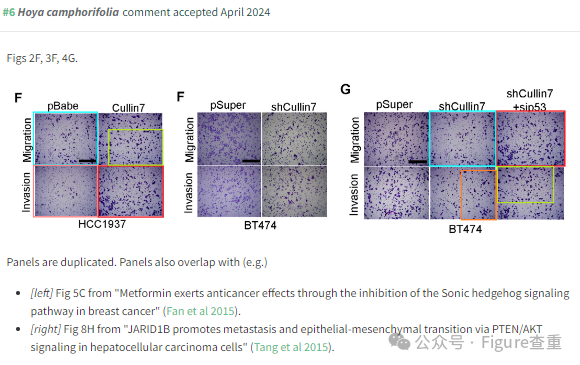 #6 Hoya camphorifolia comment accepted April 2024
Figs 2F, 3F, 4G.
F
pBabe Cullin7
Migration
Invasion
HCC1937
F
pSuper shCullin7
Migration
Invasion
BT474
G
pSuper shCullin7 shCullin7
+sip53
Migration
Invasion
BT474
Panels are duplicated. Panels also overlap with (e.g.)
• [left] Fig 5C from "Metformin exerts anticancer effects through the inhibition of the Sonic hedgehog signaling
pathway in breast cancer" (Fan et al 2015).
• [right] Fig 8H from "JARID1B promotes metastasis and epithelial-mesenchymal transition via PTEN/AKT
signaling in hepatocellular carcinoma cells" (Tang et al 2015).
公众号 · Figure查重